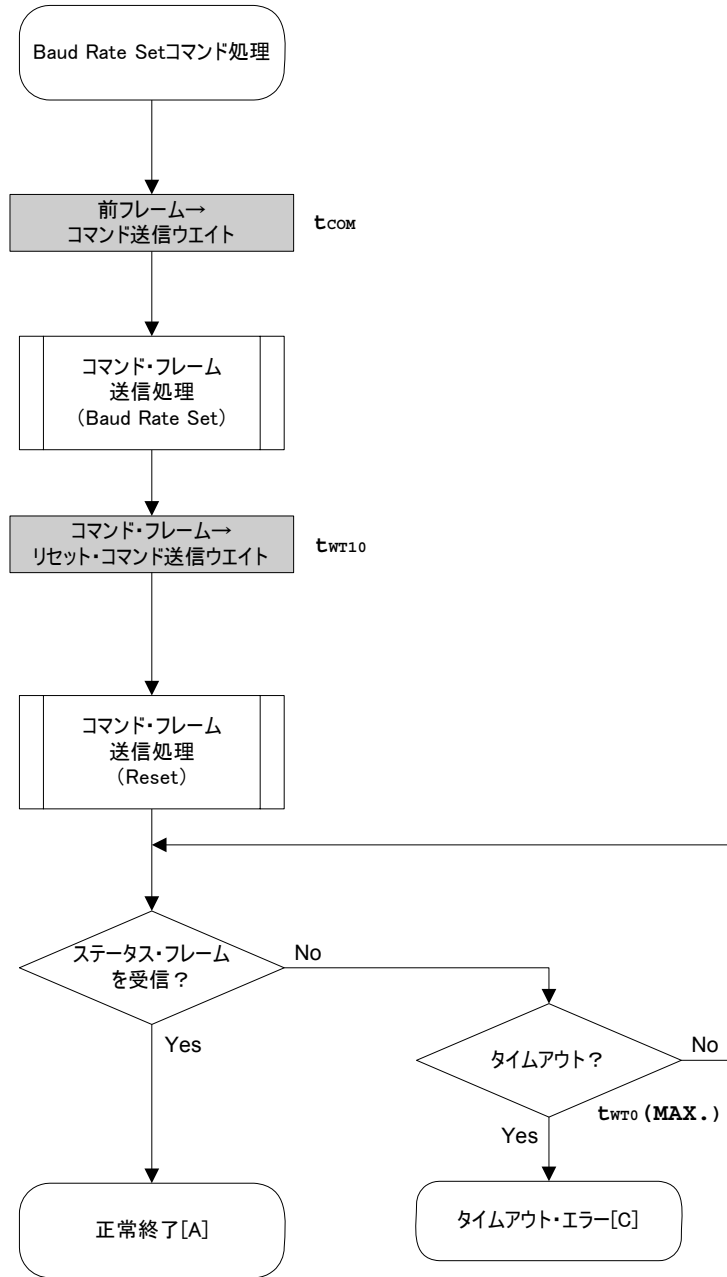 Baud Rate Setコマンド処理
前フレーム→
コマンド送信ウエイト
tCOM
コマンド・フレーム
送信処理
(Baud Rate Set)
コマンド・フレーム→
リセット・コマンド送信ウエイト
tWT10
コマンド・フレーム
送信処理
(Reset)
ステータス・フレーム
を受信?
No
Yes
タイムアウト?
No
tWT0(MAX.)
Yes
正常終了[A]
タイムアウト・エラー[C]